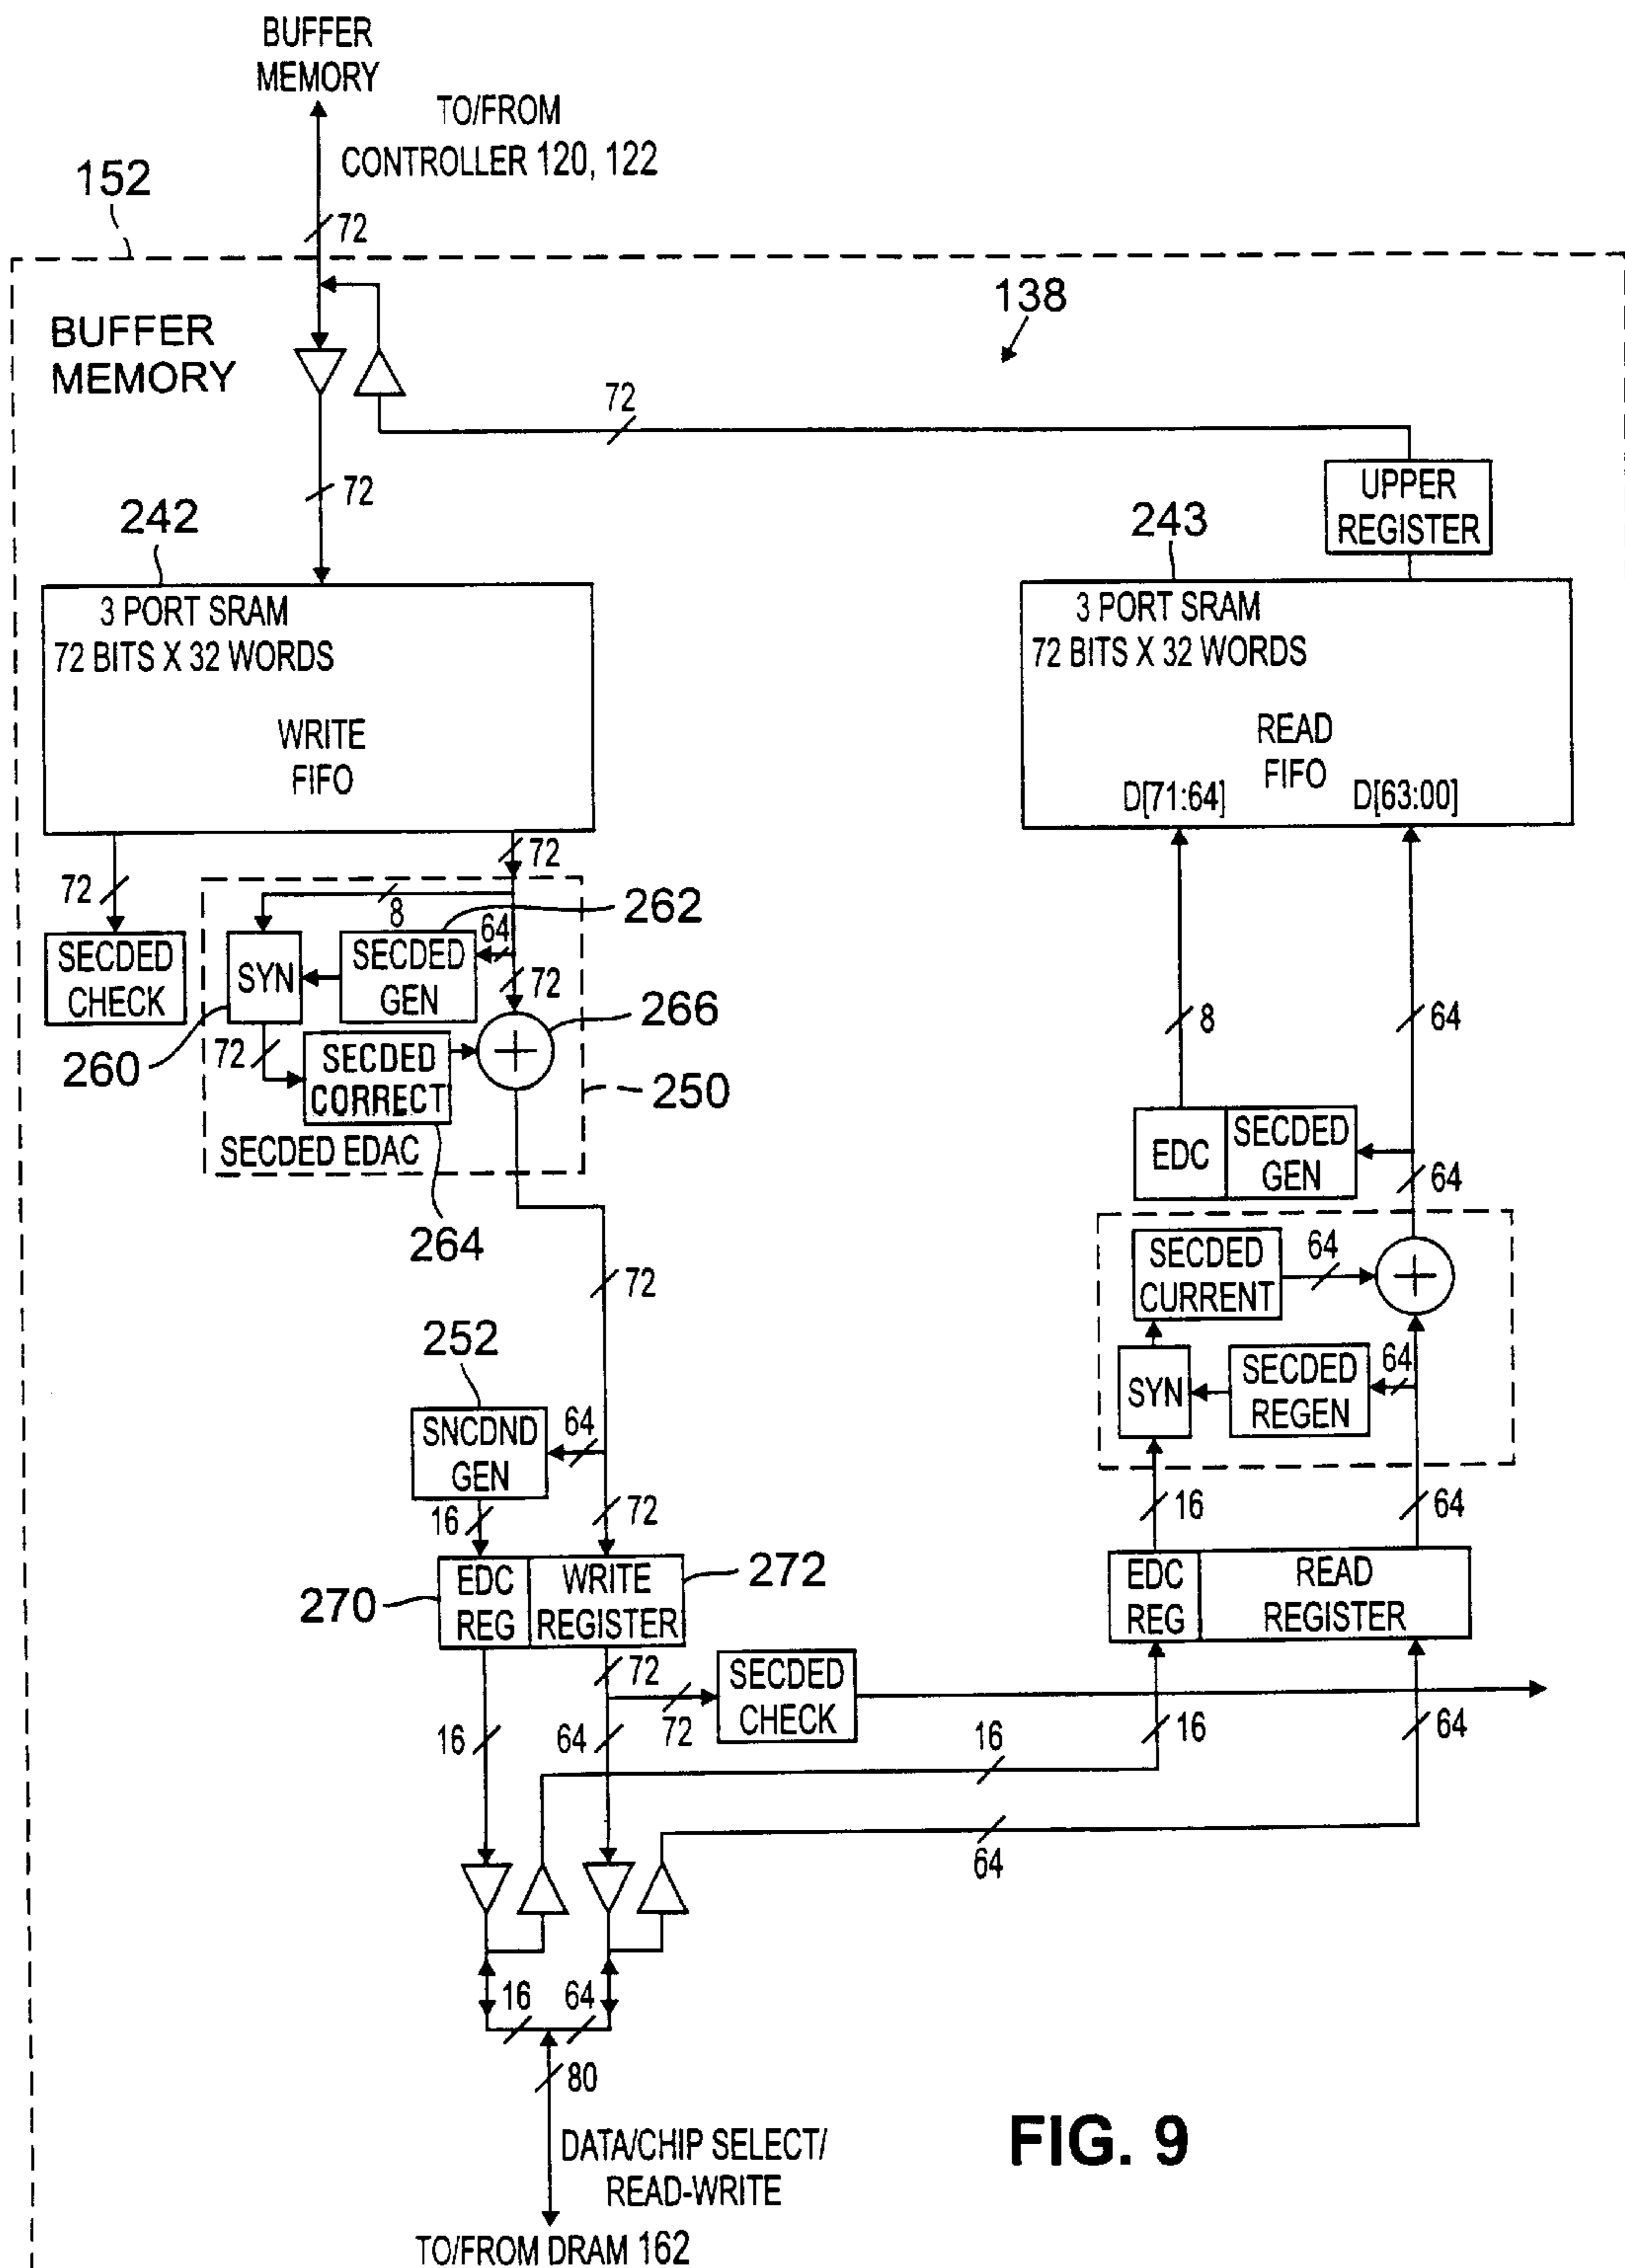 BUFFER
MEMORY
TO/FROM
CONTROLLER 120, 122
152
72
138
BUFFER
MEMORY
72
72
UPPER
REGISTER
242
243
3 PORT SRAM
72 BITS X 32 WORDS
WRITE
FIFO
3 PORT SRAM
72 BITS X 32 WORDS
READ
FIFO
D[71:64]
D[63:00]
72
72
8
262
64
SECDED
CHECK
SYN
SECDED
GEN
72
266
260
72
SECDED
CORRECT
250
SECDED EDAC
264
8
64
EDC
SECDED
GEN
64
SECDED
CURRENT
64
72
252
SYN
SECDED
REGEN
64
SNCDND
GEN
64
16
72
16
64
270
EDC
REG
WRITE
REGISTER
272
EDC
REG
READ
REGISTER
72
SECDED
CHECK
72
16
64
16
16
64
64
16
64
80
DATA/CHIP SELECT/
READ-WRITE
TO/FROM DRAM 162
FIG. 9